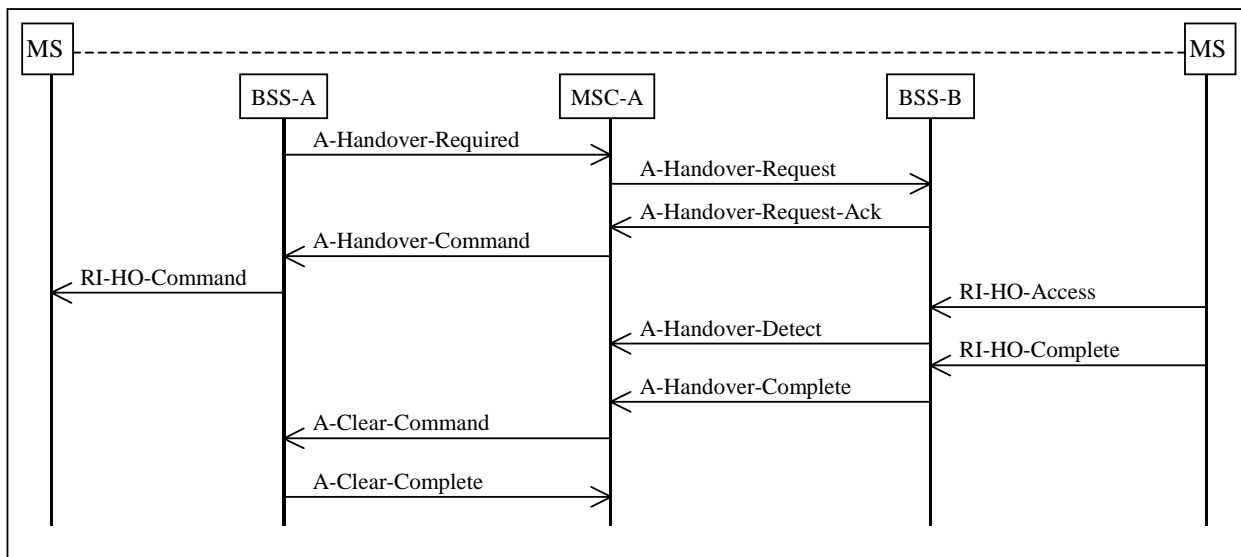 MS
MS
BSS-A
MSC-A
BSS-B
A-Handover-Required
A-Handover-Request
A-Handover-Request-Ack
A-Handover-Command
RI-HO-Command
RI-HO-Access
A-Handover-Detect
RI-HO-Complete
A-Handover-Complete
A-Clear-Command
A-Clear-Complete